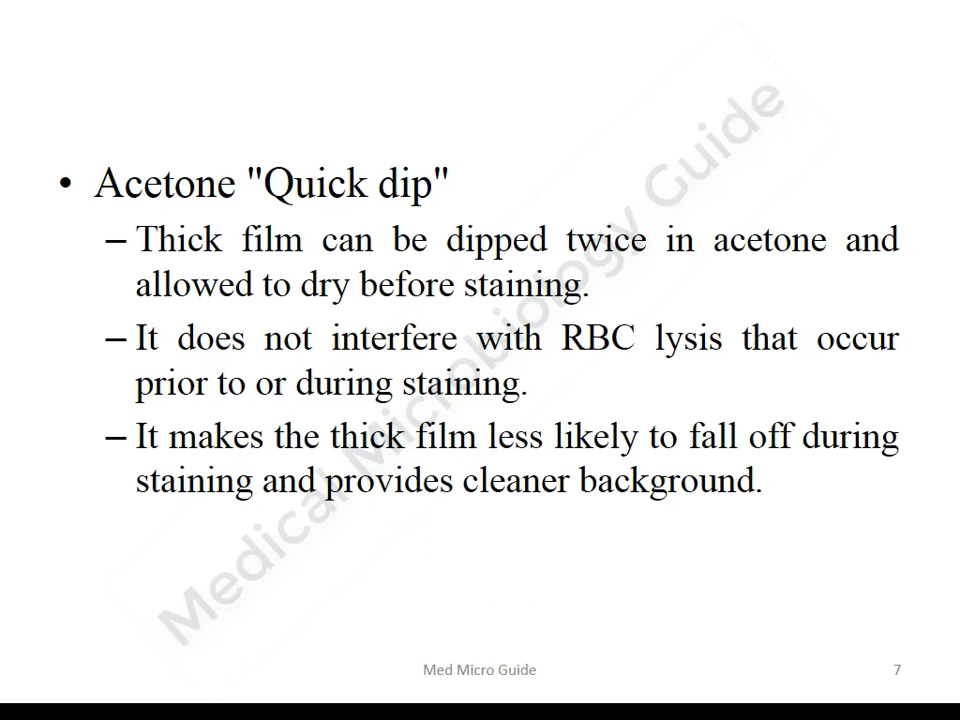 • Acetone "Quick dip"
– Thick film can be dipped twice in acetone and
allowed to dry before staining.
– It does not interfere with RBC lysis that occur
prior to or during staining.
– It makes the thick film less likely to fall off during
staining and provides cleaner background.
Medical Microbiology Guide
Med Micro Guide
7